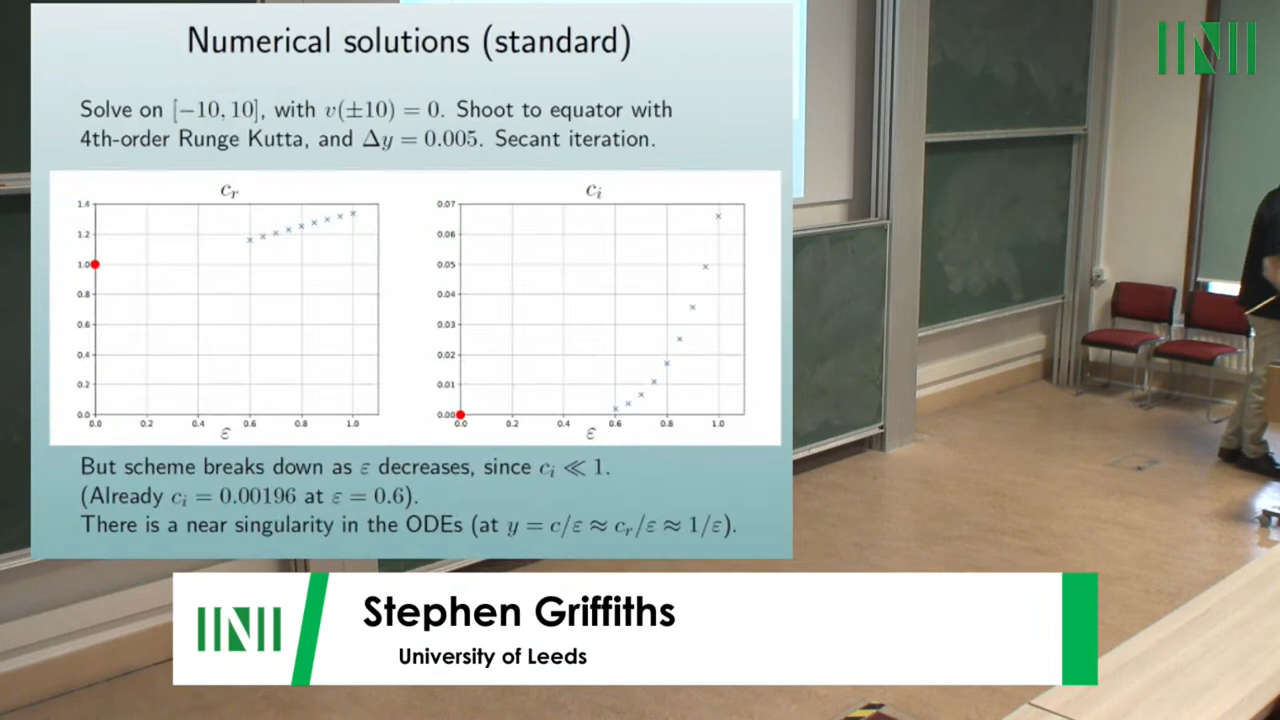 Numerical solutions (standard)
Solve on [−10, 10], with v(±10) = 0. Shoot to equator with
4th-order Runge Kutta, and Δy = 0.005. Secant iteration.
c_r
c_i
1.4
1.2
1.0
0.8
0.6
0.4
0.2
0.0
0.0 0.2 0.4 0.6 0.8 1.0
ε
0.07
0.06
0.05
0.04
0.03
0.02
0.01
0.00
0.0 0.2 0.4 0.6 0.8 1.0
ε
But scheme breaks down as ε decreases, since c_i ≪ 1.
(Already c_i = 0.00196 at ε = 0.6).
There is a near singularity in the ODEs (at y = c/ε ≈ c_r/ε ≈ 1/ε).
Stephen Griffiths
University of Leeds